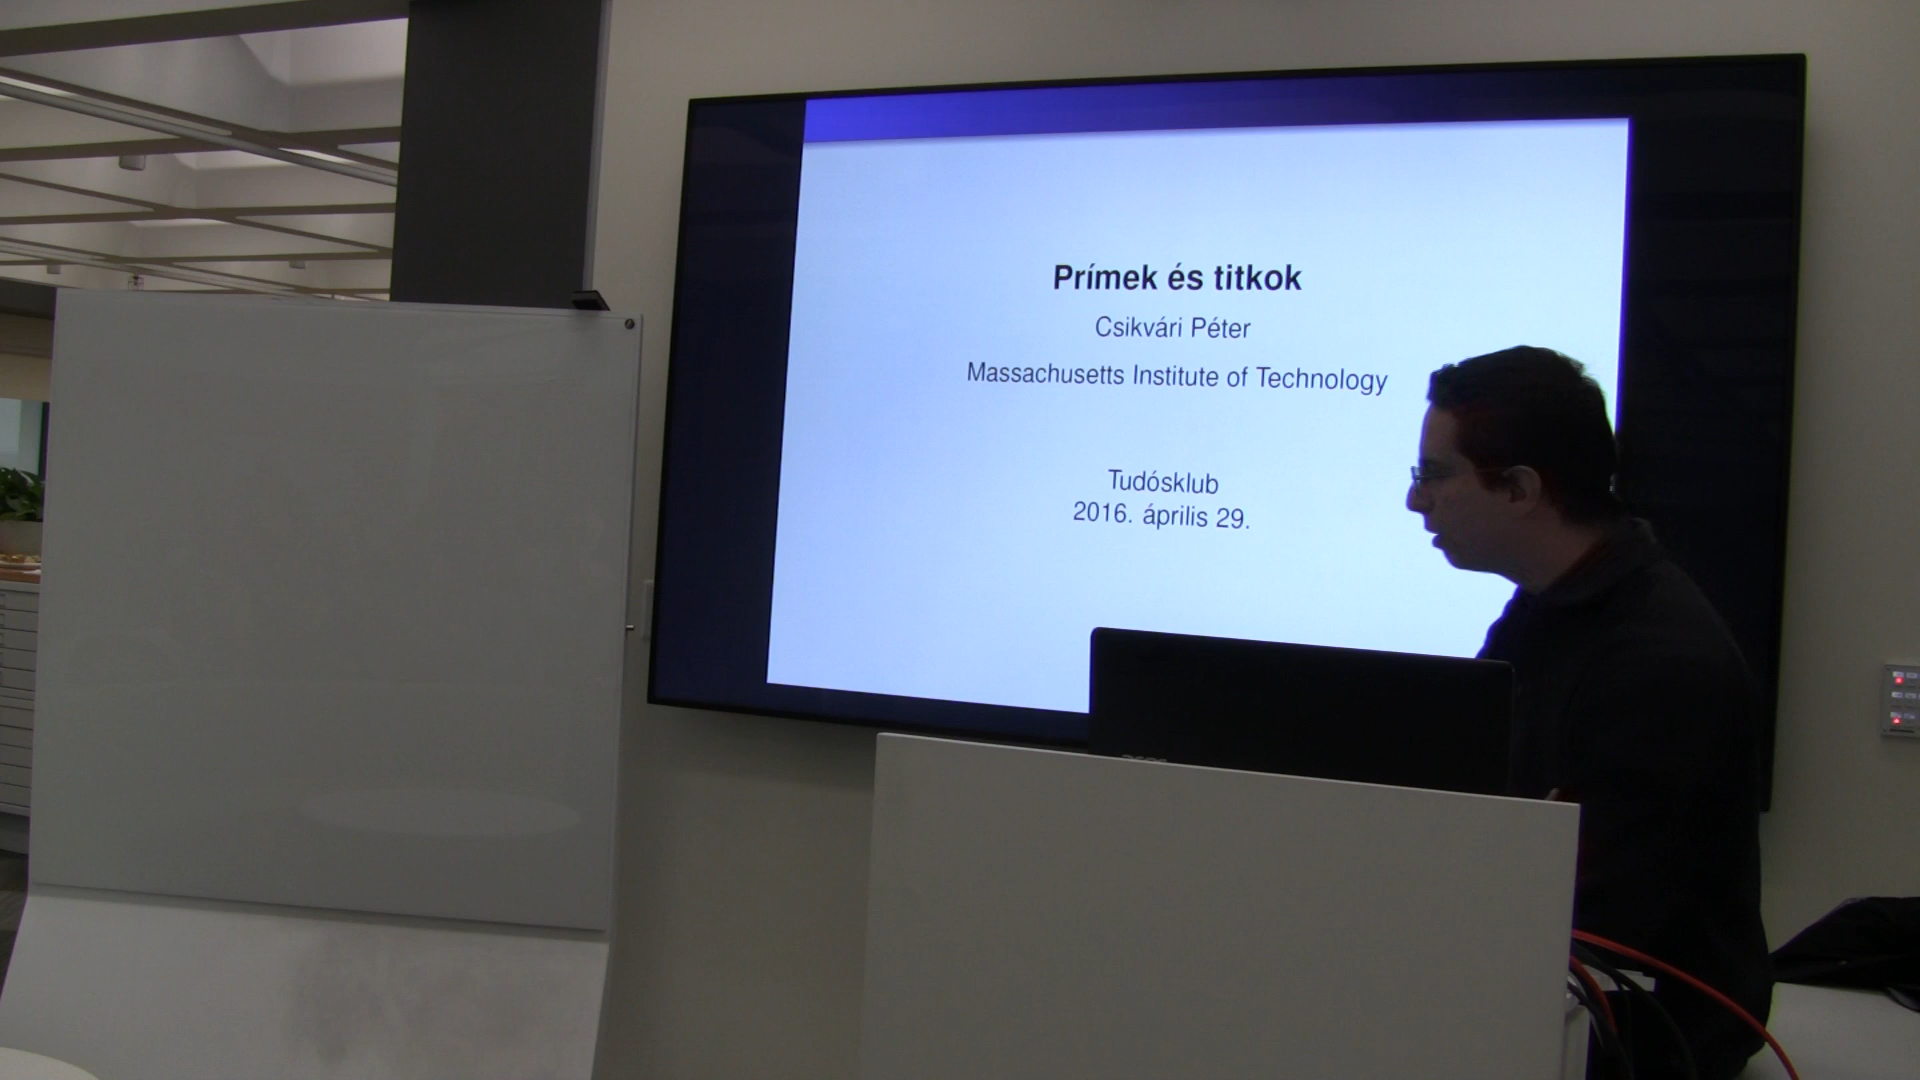 Prímek és titkok
Csikvári Péter
Massachusetts Institute of Technology
Tudósklub
2016. április 29.